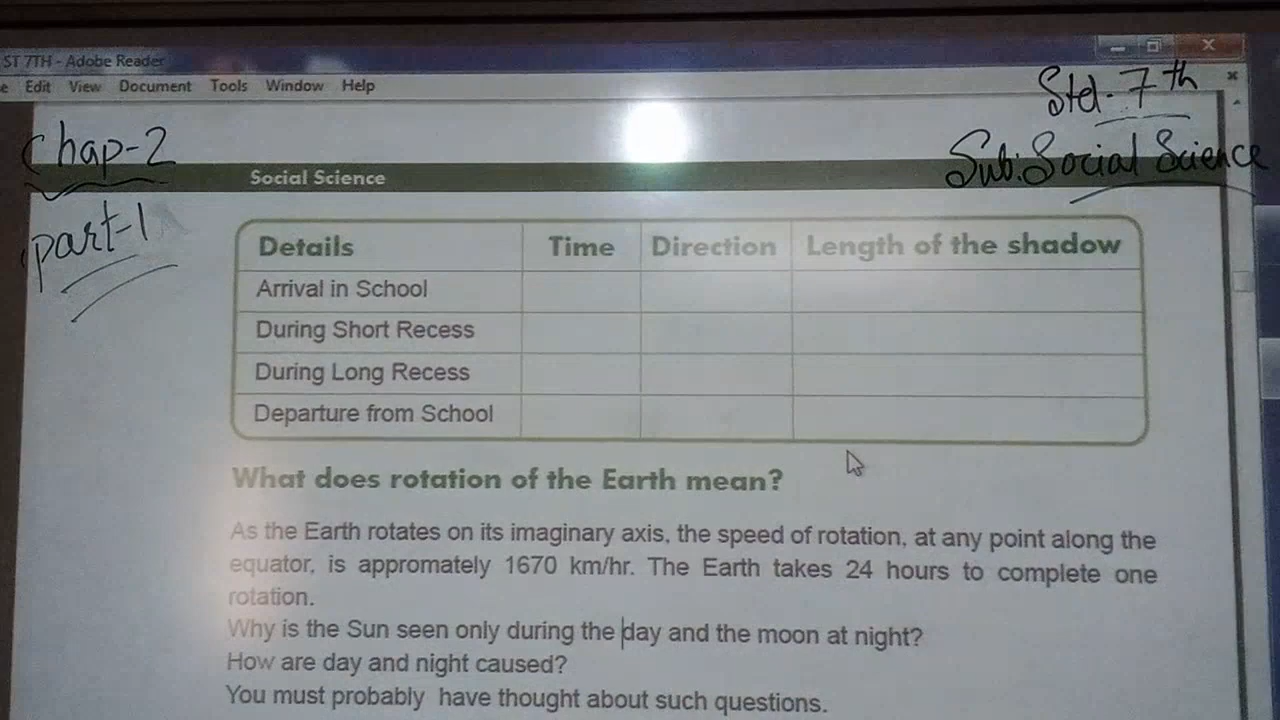 ST 7TH - Adobe Reader
e Edit View Document Tools Window Help
Std. 7th
Chap-2
Sub: Social Science
Social Science
part-1
Details Time Direction Length of the shadow
Arrival in School
During Short Recess
During Long Recess
Departure from School
What does rotation of the Earth mean?
As the Earth rotates on its imaginary axis, the speed of rotation, at any point along the
equator, is appromately 1670 km/hr. The Earth takes 24 hours to complete one
rotation.
Why is the Sun seen only during the day and the moon at night?
How are day and night caused?
You must probably have thought about such questions.